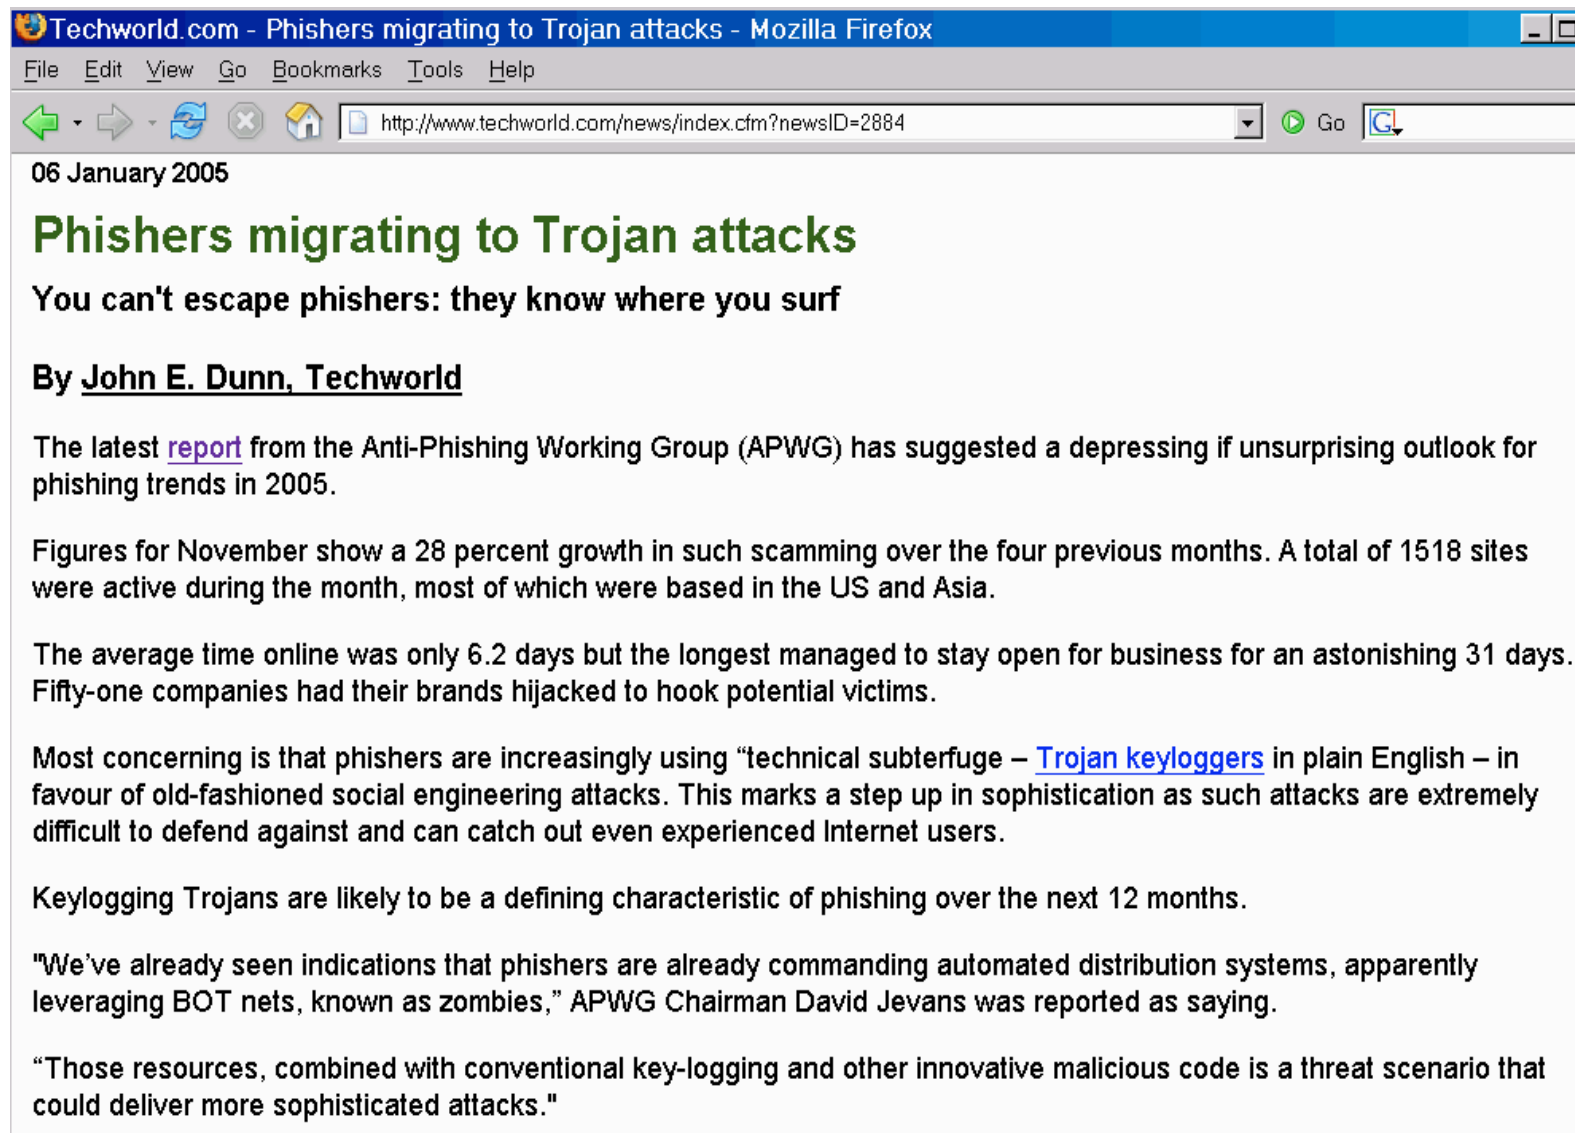 Techworld.com - Phishers migrating to Trojan attacks - Mozilla Firefox
File Edit View Go Bookmarks Tools Help
http://www.techworld.com/news/index.cfm?newsID=2884 Go G
06 January 2005
Phishers migrating to Trojan attacks
You can't escape phishers: they know where you surf
By John E. Dunn, Techworld
The latest report from the Anti-Phishing Working Group (APWG) has suggested a depressing if unsurprising outlook for
phishing trends in 2005.
Figures for November show a 28 percent growth in such scamming over the four previous months. A total of 1518 sites
were active during the month, most of which were based in the US and Asia.
The average time online was only 6.2 days but the longest managed to stay open for business for an astonishing 31 days.
Fifty-one companies had their brands hijacked to hook potential victims.
Most concerning is that phishers are increasingly using “technical subterfuge – Trojan keyloggers in plain English – in
favour of old-fashioned social engineering attacks. This marks a step up in sophistication as such attacks are extremely
difficult to defend against and can catch out even experienced Internet users.
Keylogging Trojans are likely to be a defining characteristic of phishing over the next 12 months.
"We’ve already seen indications that phishers are already commanding automated distribution systems, apparently
leveraging BOT nets, known as zombies,” APWG Chairman David Jevans was reported as saying.
“Those resources, combined with conventional key-logging and other innovative malicious code is a threat scenario that
could deliver more sophisticated attacks."